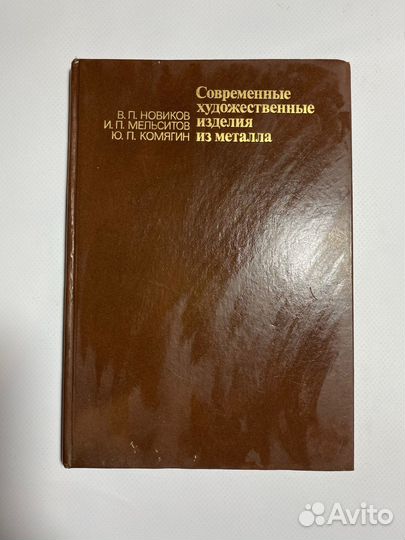 В. П. НОВИКОВ
И. П. МЕЛЬСИТОВ
Ю. П. КОМЯГИН
Современные
художественные
изделия
из металла
Avito